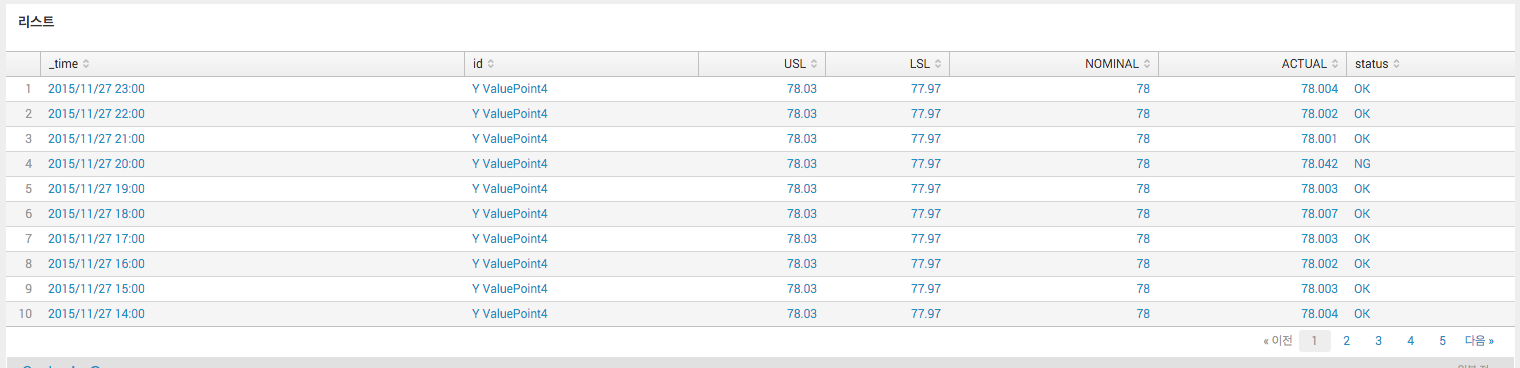 리스트
_time id USL LSL NOMINAL ACTUAL status
1 2015/11/27 23:00 Y ValuePoint4 78.03 77.97 78 78.004 OK
2 2015/11/27 22:00 Y ValuePoint4 78.03 77.97 78 78.002 OK
3 2015/11/27 21:00 Y ValuePoint4 78.03 77.97 78 78.001 OK
4 2015/11/27 20:00 Y ValuePoint4 78.03 77.97 78 78.042 NG
5 2015/11/27 19:00 Y ValuePoint4 78.03 77.97 78 78.003 OK
6 2015/11/27 18:00 Y ValuePoint4 78.03 77.97 78 78.007 OK
7 2015/11/27 17:00 Y ValuePoint4 78.03 77.97 78 78.003 OK
8 2015/11/27 16:00 Y ValuePoint4 78.03 77.97 78 78.002 OK
9 2015/11/27 15:00 Y ValuePoint4 78.03 77.97 78 78.003 OK
10 2015/11/27 14:00 Y ValuePoint4 78.03 77.97 78 78.004 OK
« 이전 1 2 3 4 5 다음 »